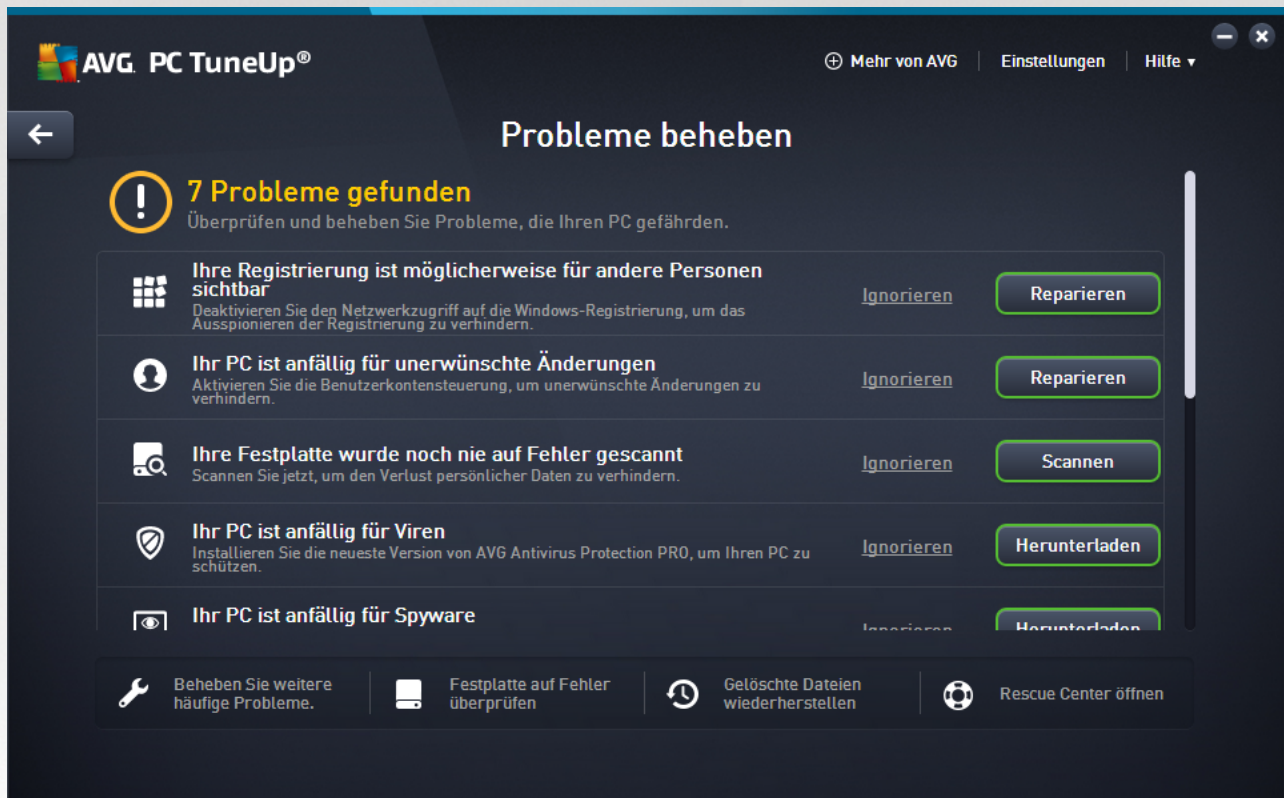 AVG. PC TuneUp®
Mehr von AVG
Einstellungen
Hilfe
Probleme beheben
7 Probleme gefunden
Überprüfen und beheben Sie Probleme, die Ihren PC gefährden.
Ihre Registrierung ist möglicherweise für andere Personen
sichtbar
Deaktivieren Sie den Netzwerkzugriff auf die Windows-Registrierung, um das
Ausspionieren der Registrierung zu verhindern.
Ignorieren
Reparieren
Ihr PC ist anfällig für unerwünschte Änderungen
Aktivieren Sie die Benutzerkontensteuerung, um unerwünschte Änderungen zu
verhindern.
Ignorieren
Reparieren
Ihre Festplatte wurde noch nie auf Fehler gescannt
Scannen Sie jetzt, um den Verlust persönlicher Daten zu verhindern.
Ignorieren
Scannen
Ihr PC ist anfällig für Viren
Installieren Sie die neueste Version von AVG Antivirus Protection PRO, um Ihren PC zu
schützen.
Ignorieren
Herunterladen
Ihr PC ist anfällig für Spyware
Ignorieren
Herunterladen
Beheben Sie weitere
häufige Probleme.
Festplatte auf Fehler
überprüfen
Gelöschte Dateien
wiederherstellen
Rescue Center öffnen